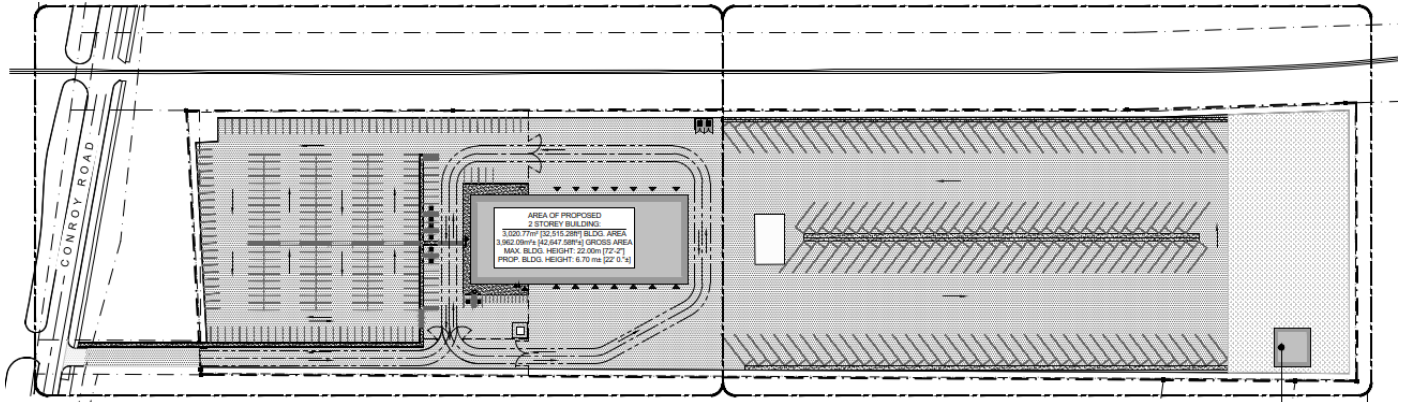 CONROY ROAD
AREA OF PROPOSED
2 STOREY BUILDING:
3,020.77m² [32,515.28ft²] BLDG. AREA
3,962.09m²± [42,647.58ft²±] GROSS AREA
MAX. BLDG. HEIGHT: 22.00m [72'-2"]
PROP. BLDG. HEIGHT: 6.70 m± [22' 0."±]